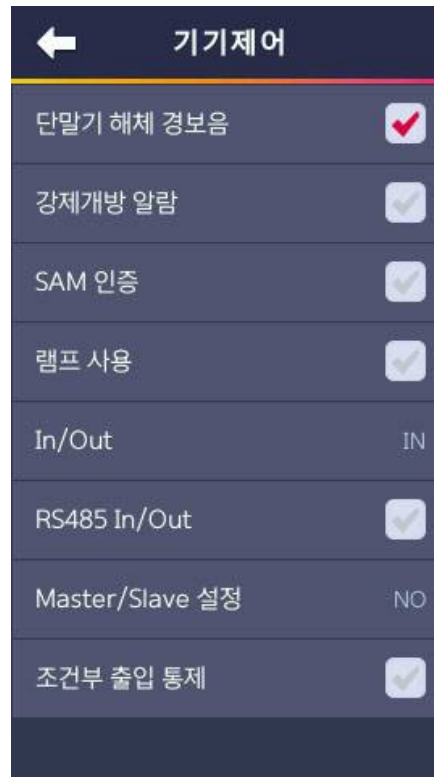 기기제어
단말기 해체 경보음
강제개방 알람
SAM 인증
램프 사용
In/Out IN
RS485 In/Out
Master/Slave 설정 NO
조건부 출입 통제